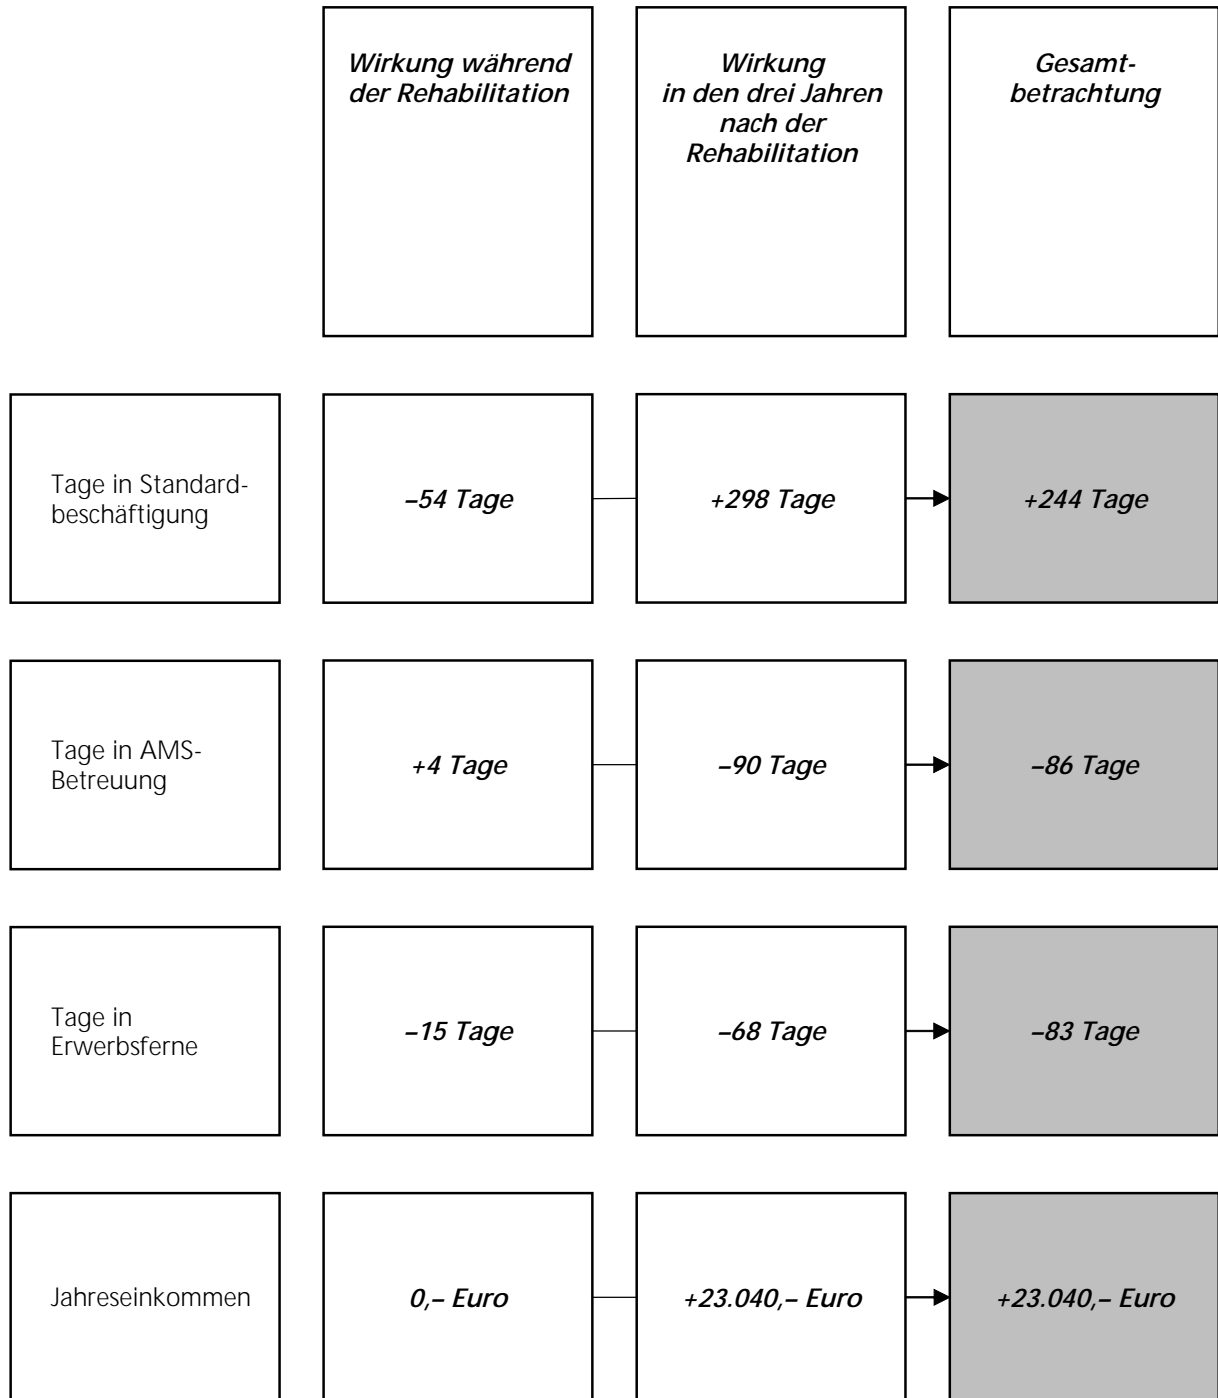 Wirkung während
der Rehabilitation
Wirkung
in den drei Jahren
nach der
Rehabilitation
Gesamt-
betrachtung
Tage in Standard-
beschäftigung
–54 Tage
+298 Tage
+244 Tage
Tage in AMS-
Betreuung
+4 Tage
–90 Tage
–86 Tage
Tage in
Erwerbsferne
–15 Tage
–68 Tage
–83 Tage
Jahreseinkommen
0,– Euro
+23.040,– Euro
+23.040,– Euro